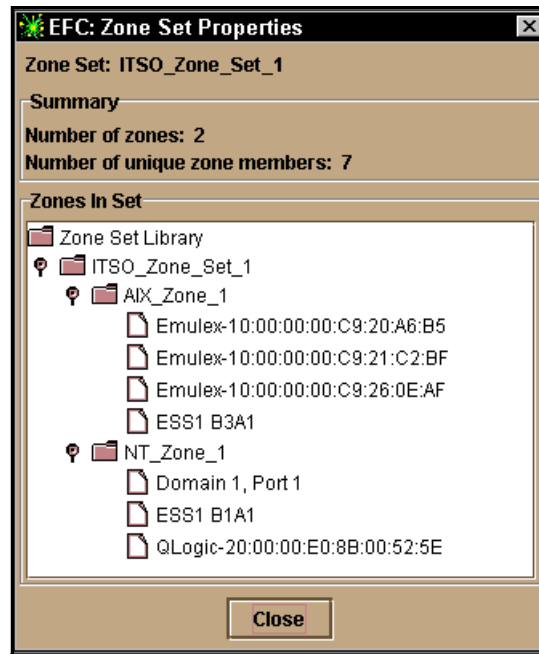 EFC: Zone Set Properties
Zone Set: ITSO_Zone_Set_1
Summary
Number of zones: 2
Number of unique zone members: 7
Zones In Set
Zone Set Library
ITSO_Zone_Set_1
AIX_Zone_1
Emulex-10:00:00:00:C9:20:A6:B5
Emulex-10:00:00:00:C9:21:C2:BF
Emulex-10:00:00:00:C9:26:0E:AF
ESS1 B3A1
NT_Zone_1
Domain 1, Port 1
ESS1 B1A1
QLogic-20:00:00:E0:8B:00:52:5E
Close